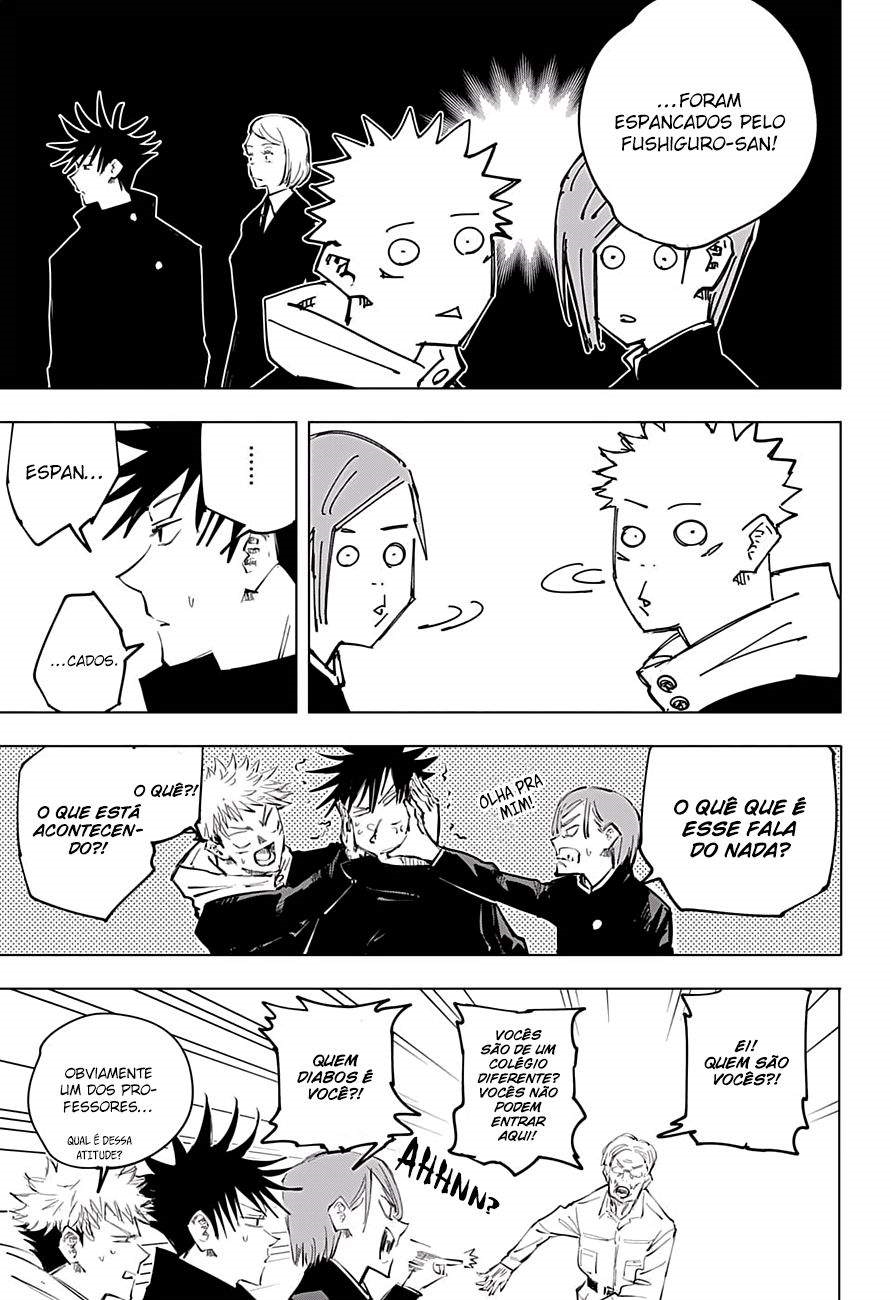 ...FORAM
ESPANCADOS PELO
FUSHIGURO-SAN!
.......
ESPAN...
...CADOS.
O QUÊ QUE É
ESSE FALA
DO NADA?
OLHA PRA
MIM!
O QUÊ?!
O QUE ESTÁ
ACONTECEN-
DO?!
EI!
QUEM SÃO
VOCÊS?!
VOCÊS
SÃO DE UM
COLÉGIO
DIFERENTE?
VOCÊS NÃO
PODEM
ENTRAR
AQUI!
QUEM
DIABOS É
VOCÊ?!
AHHNN?
OBVIAMENTE
UM DOS PRO-
FESSORES...
QUAL É DESSA
ATITUDE?